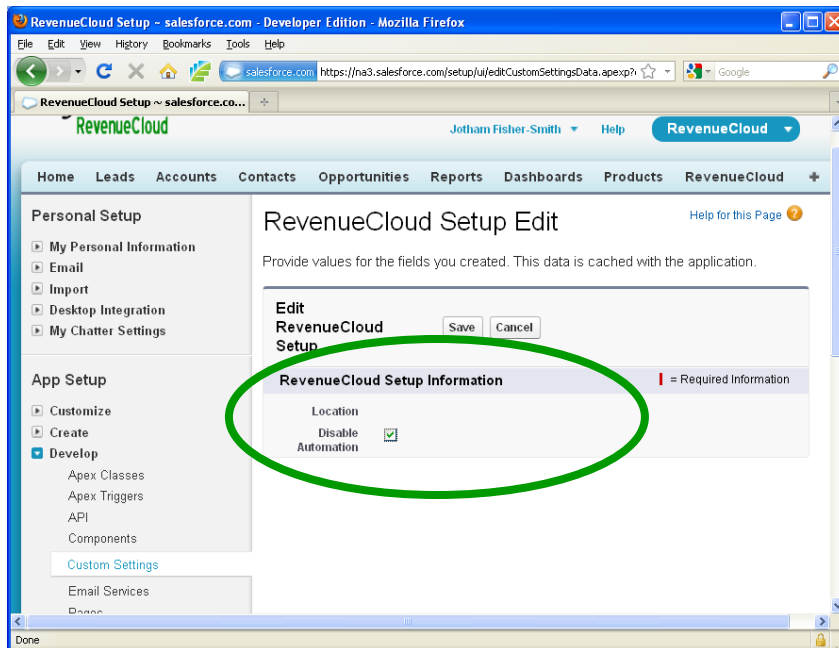 RevenueCloud Setup ~ salesforce.com - Developer Edition - Mozilla Firefox
File Edit View History Bookmarks Tools Help
salesforce.com https://na3.salesforce.com/setup/ui/editCustomSettingsData.apexp? Google
RevenueCloud Setup ~ salesforce.co...
RevenueCloud
Jotham Fisher-Smith Help RevenueCloud
Home Leads Accounts Contacts Opportunities Reports Dashboards Products RevenueCloud +
Personal Setup
My Personal Information
Email
Import
Desktop Integration
My Chatter Settings
App Setup
Customize
Create
Develop
Apex Classes
Apex Triggers
API
Components
Custom Settings
Email Services
Pages
RevenueCloud Setup Edit
Help for this Page ?
Provide values for the fields you created. This data is cached with the application.
Edit
RevenueCloud
Setup
Save Cancel
RevenueCloud Setup Information
= Required Information
Location
Disable
Automation
Done